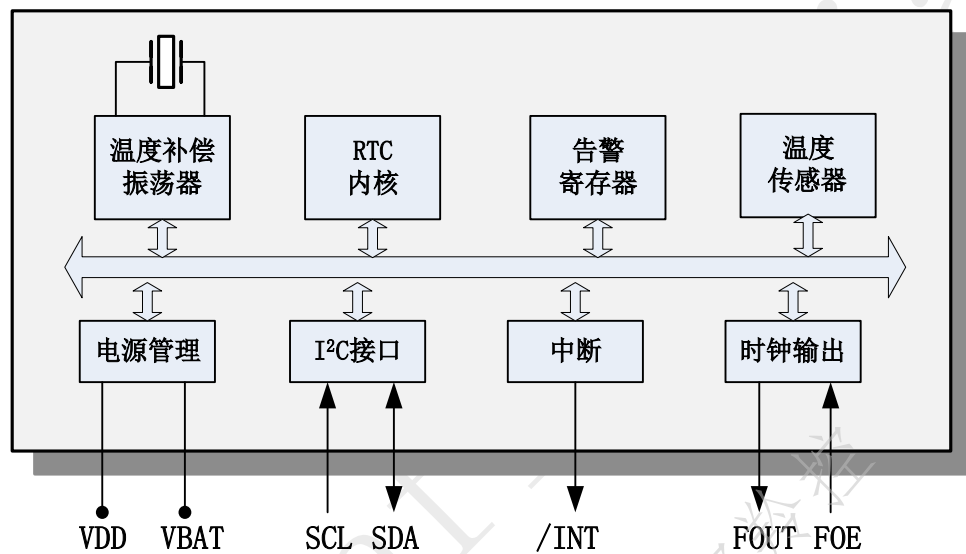 温度补偿
振荡器
RTC
内核
告警
寄存器
温度
传感器
电源管理
I²C接口
中断
时钟输出
VDD VBAT SCL SDA /INT FOUT FOE